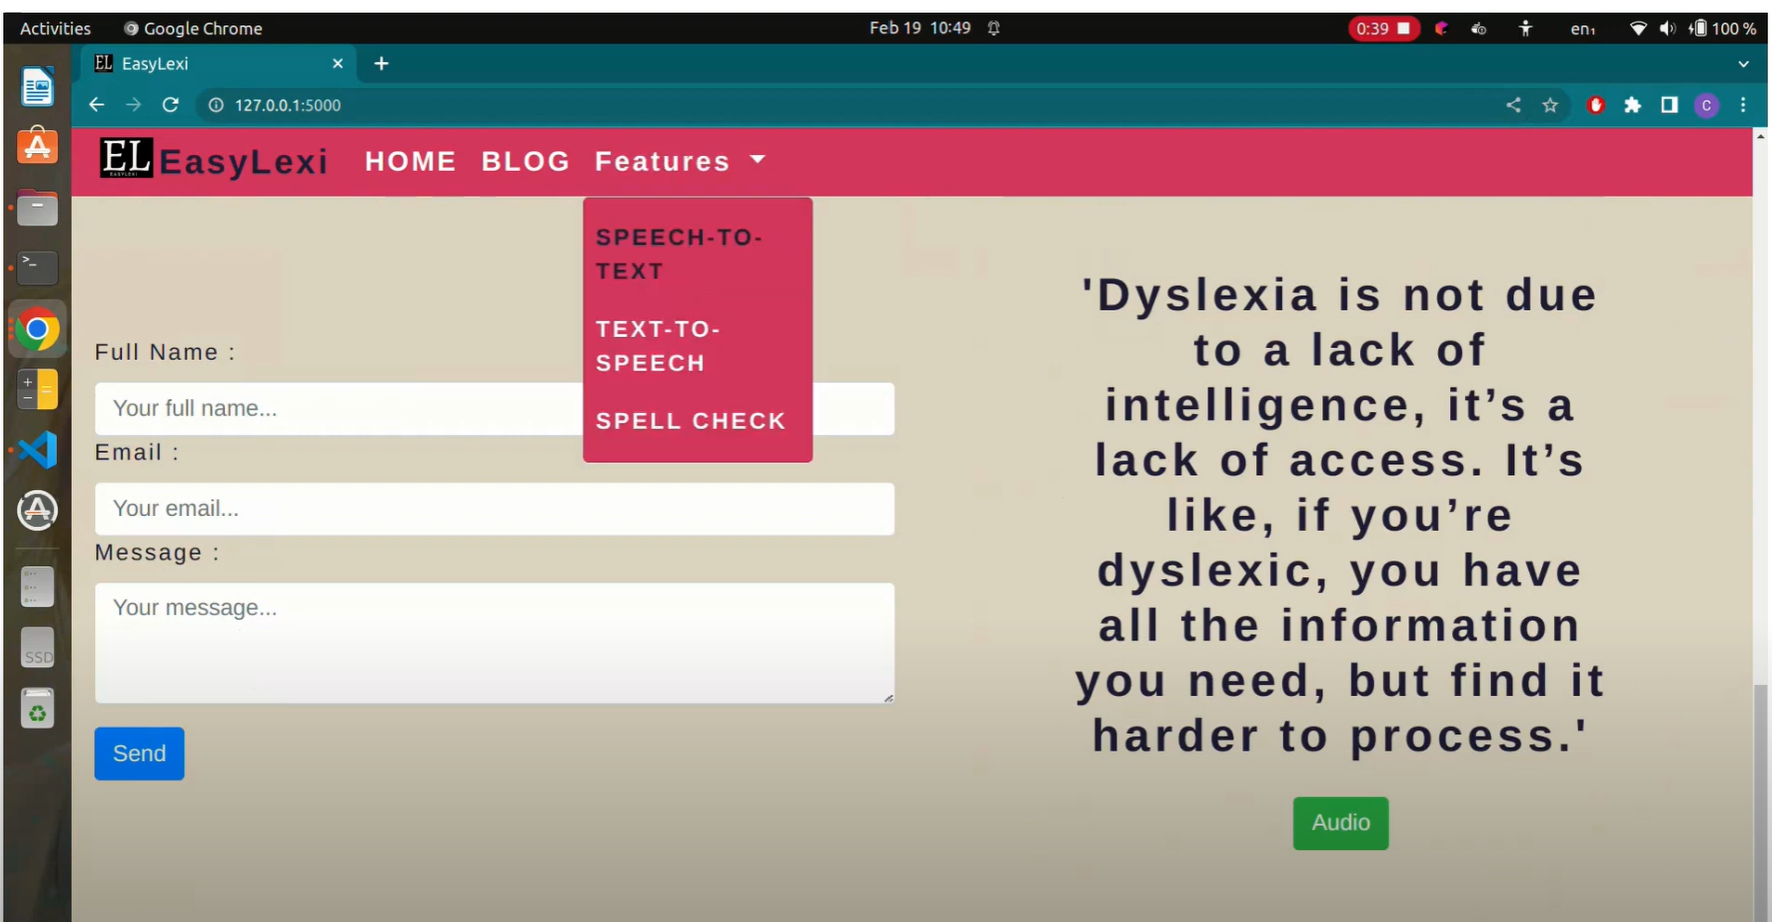 Activities Google Chrome Feb 19 10:49 0:39 en₁ 100 %
EL EasyLexi
127.0.0.1:5000 C
EL EasyLexi HOME BLOG Features
EASYLEXI
SPEECH-TO-
TEXT
TEXT-TO-
SPEECH
SPELL CHECK
Full Name :
Your full name...
Email :
Your email...
Message :
Your message...
Send
'Dyslexia is not due
to a lack of
intelligence, it’s a
lack of access. It’s
like, if you’re
dyslexic, you have
all the information
you need, but find it
harder to process.'
Audio
SSD